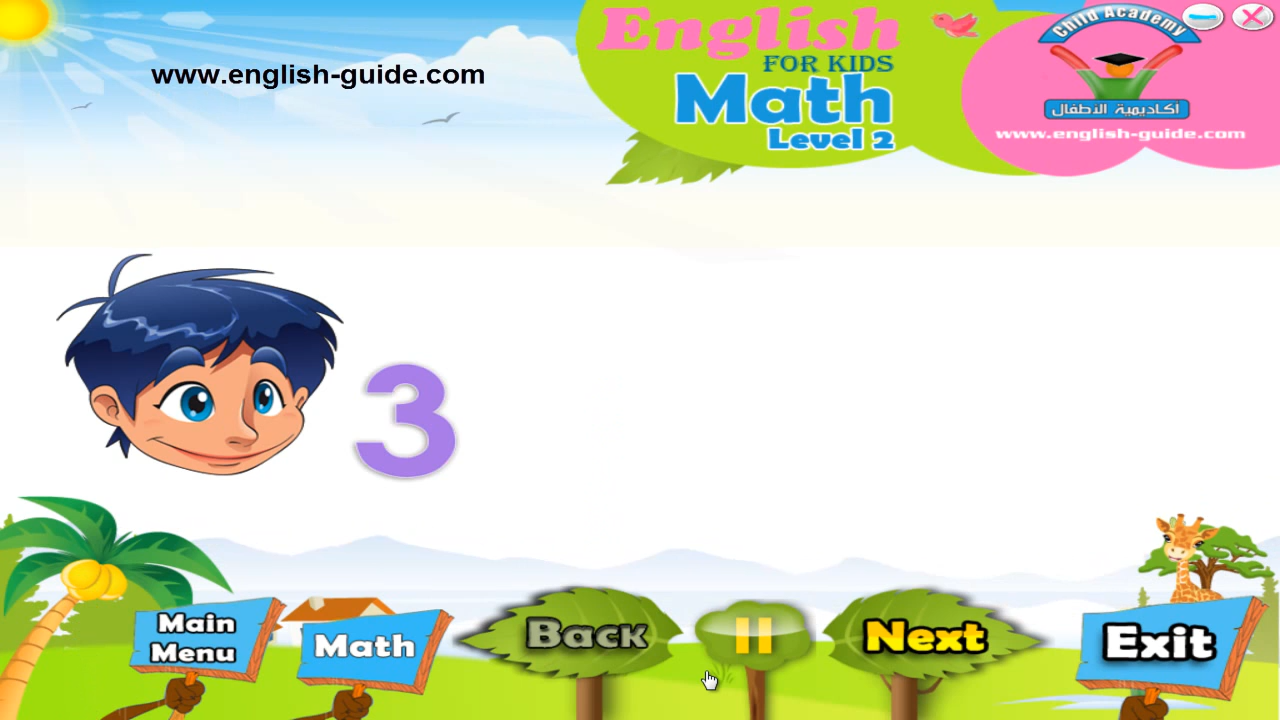 www.english-guide.com
English
FOR KIDS
Math
Level 2
Child Academy
أكاديمية الأطفال
www.english-guide.com
3
Main
Menu
Math
Back
Next
Exit